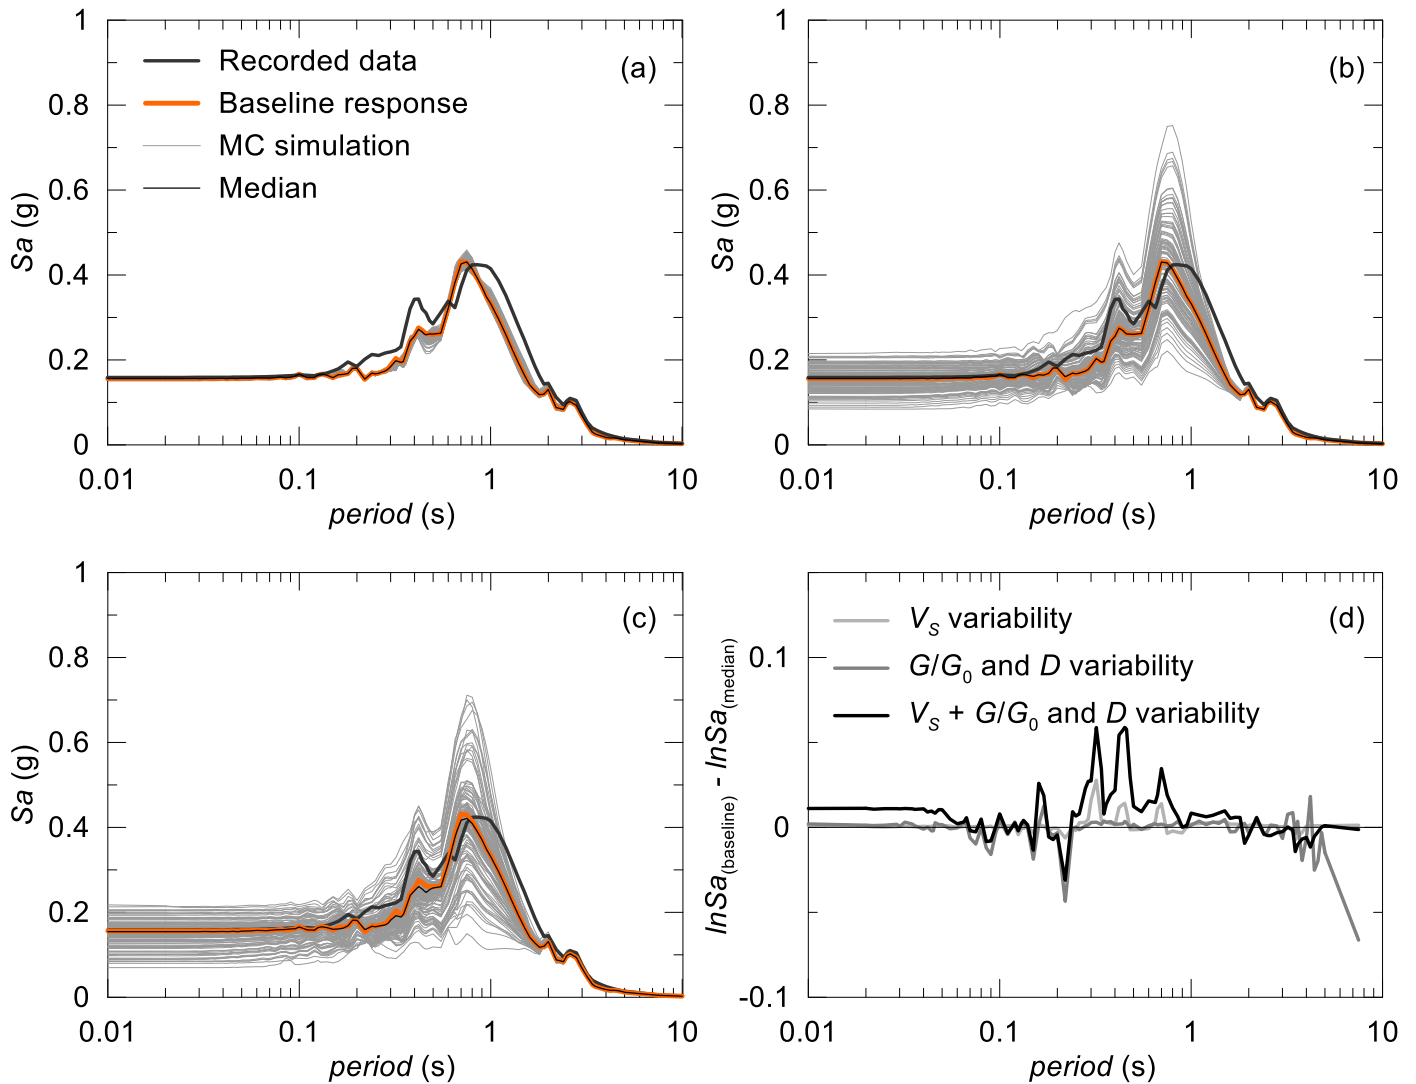 1
0.8
0.6
0.4
0.2
0
Sa (g)
Recorded data
Baseline response
MC simulation
Median
(a)
0.01 0.1 1 10
period (s)
1
0.8
0.6
0.4
0.2
0
Sa (g)
(b)
0.01 0.1 1 10
period (s)
1
0.8
0.6
0.4
0.2
0
Sa (g)
(c)
0.01 0.1 1 10
period (s)
0.1
0
-0.1
lnSa(baseline) - lnSa(median)
VS variability
G/G0 and D variability
VS + G/G0 and D variability
(d)
0.01 0.1 1 10
period (s)